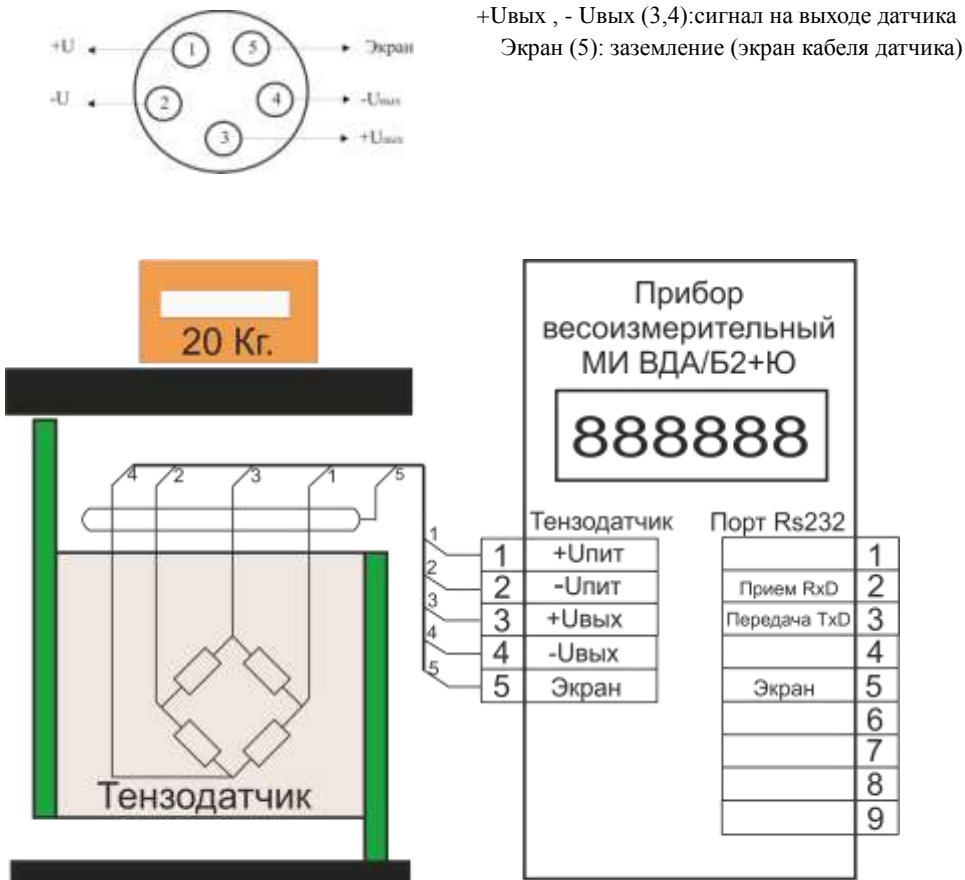 +Uвых , - Uвых (3,4):сигнал на выходе датчика
Экран (5): заземление (экран кабеля датчика)
+U
1
5
Экран
-U
2
4
-Uвых
3
+Uвых
20 Кг.
Прибор
весоизмерительный
МИ ВДА/Б2+Ю
888888
4 2 3 1 5
Тензодатчик
Порт Rs232
1 1 +Uпит
2 2 -Uпит
3 3 +Uвых
4 4 -Uвых
5 5 Экран
1
Прием RxD 2
Передача TxD 3
4
Экран 5
6
7
8
9
Тензодатчик